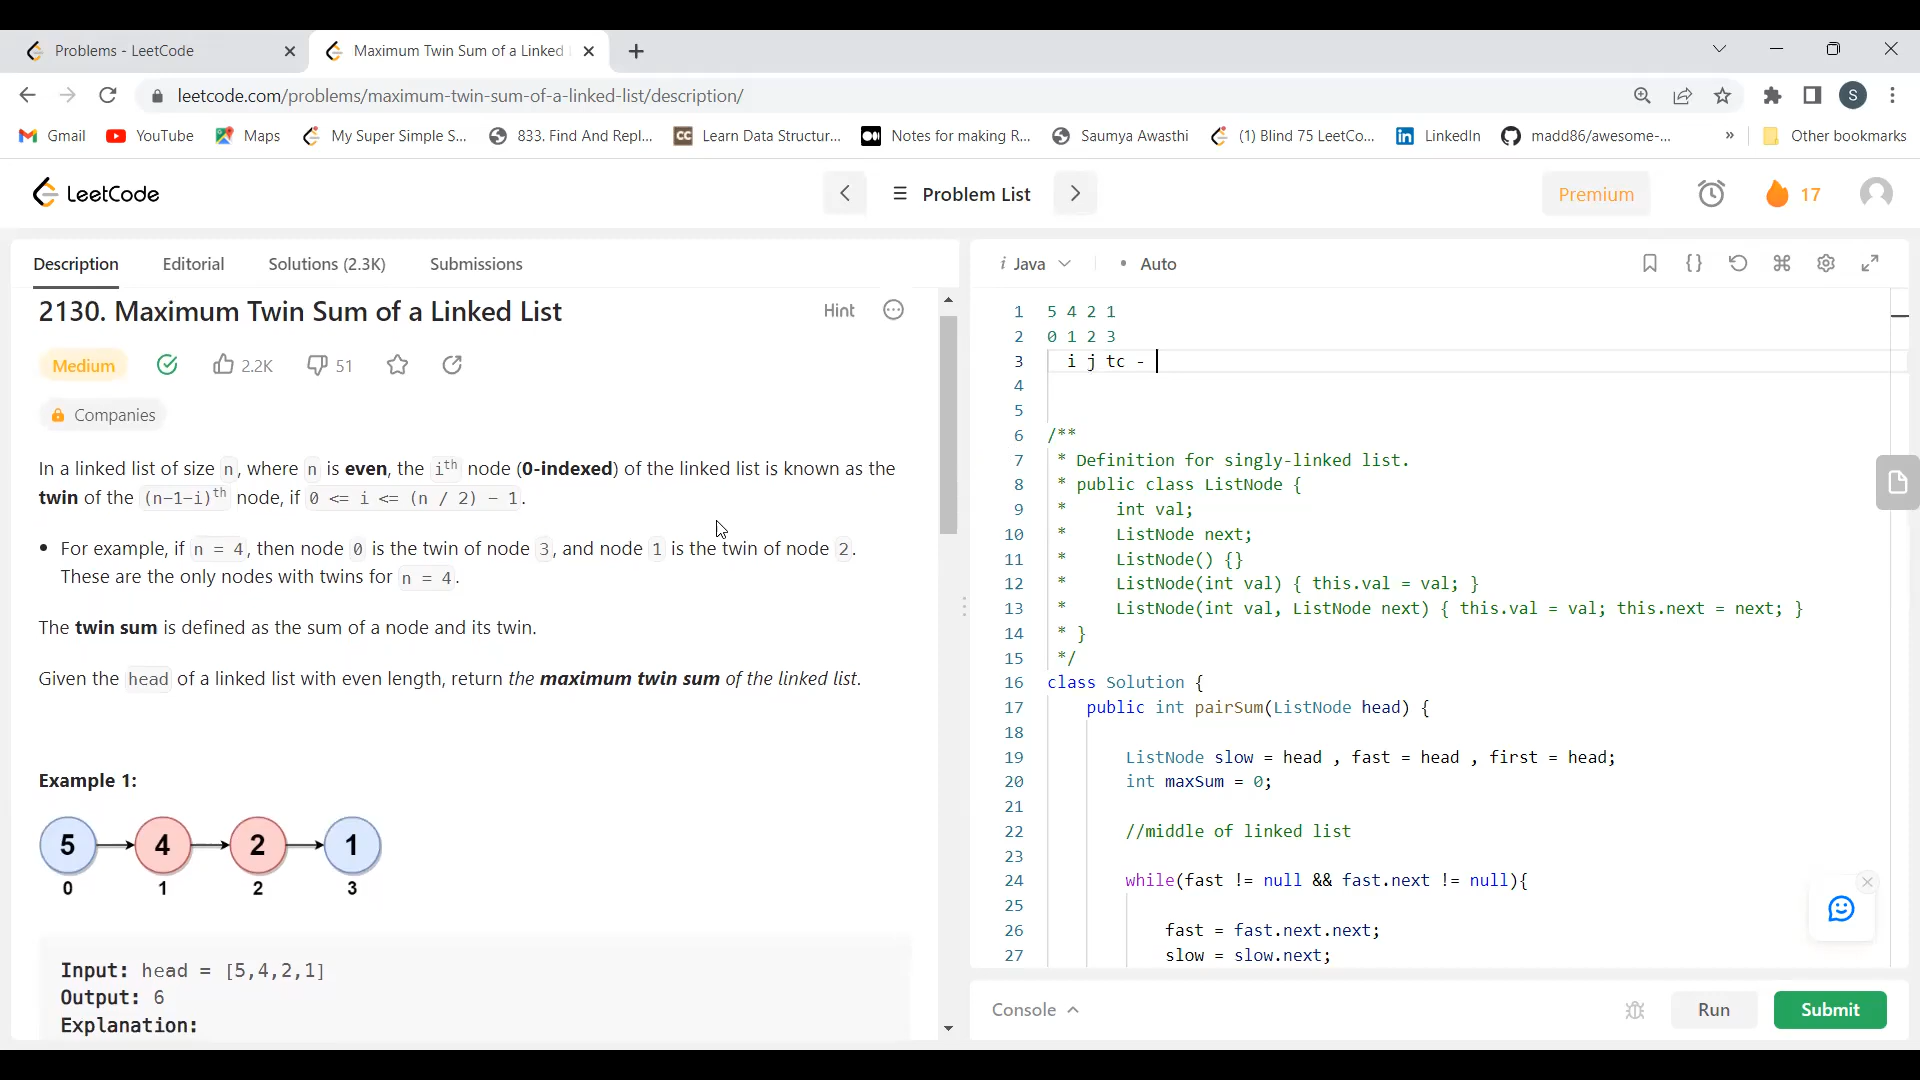 Problems - LeetCode
Maximum Twin Sum of a Linked
leetcode.com/problems/maximum-twin-sum-of-a-linked-list/description/
S
Gmail
YouTube
Maps
My Super Simple S...
833. Find And Repl...
CC Learn Data Structur...
Notes for making R...
Saumya Awasthi
(1) Blind 75 LeetCo...
in LinkedIn
madd86/awesome-...
»
Other bookmarks
LeetCode
Problem List
Premium
17
Description
Editorial
Solutions (2.3K)
Submissions
2130. Maximum Twin Sum of a Linked List
Hint
Medium
2.2K
51
Companies
In a linked list of size n, where n is even, the ith node (0-indexed) of the linked list is known as the
twin of the (n-1-i)th node, if 0 <= i <= (n / 2) - 1.
• For example, if n = 4, then node 0 is the twin of node 3, and node 1 is the twin of node 2.
These are the only nodes with twins for n = 4.
The twin sum is defined as the sum of a node and its twin.
Given the head of a linked list with even length, return the maximum twin sum of the linked list.
Example 1:
5 4 2 1
0 1 2 3
Input: head = [5,4,2,1]
Output: 6
Explanation:
i Java
• Auto
1 5 4 2 1
2 0 1 2 3
3 i j tc -
4
5
6 /**
7 * Definition for singly-linked list.
8 * public class ListNode {
9 * int val;
10 * ListNode next;
11 * ListNode() {}
12 * ListNode(int val) { this.val = val; }
13 * ListNode(int val, ListNode next) { this.val = val; this.next = next; }
14 * }
15 */
16 class Solution {
17 public int pairSum(ListNode head) {
18
19 ListNode slow = head , fast = head , first = head;
20 int maxSum = 0;
21
22 //middle of linked list
23
24 while(fast != null && fast.next != null){
25
26 fast = fast.next.next;
27 slow = slow.next;
Console
Run
Submit